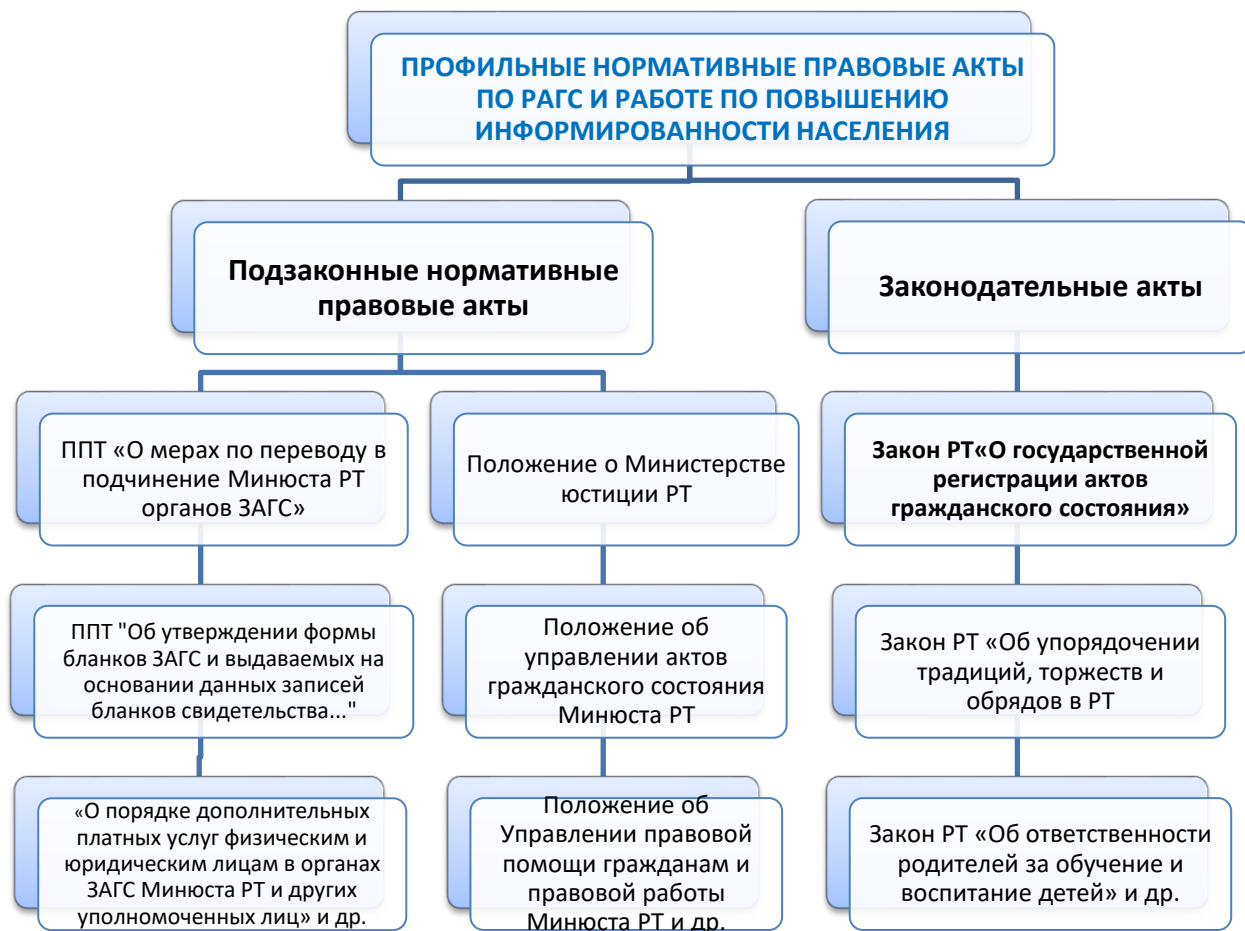 ПРОФИЛЬНЫЕ НОРМАТИВНЫЕ ПРАВОВЫЕ АКТЫ
ПО РАГС И РАБОТЕ ПО ПОВЫШЕНИЮ
ИНФОРМИРОВАННОСТИ НАСЕЛЕНИЯ
Подзаконные нормативные
правовые акты
Законодательные акты
ППТ «О мерах по переводу в
подчинение Минюста РТ
органов ЗАГС»
Положение о Министерстве
юстиции РТ
Закон РТ«О государственной
регистрации актов
гражданского состояния»
ППТ "Об утверждении формы
бланков ЗАГС и выдаваемых на
основании данных записей
бланков свидетельства..."
Положение об
управлении актов
гражданского состояния
Минюста РТ
Закон РТ «Об упорядочении
традиций, торжеств и
обрядов в РТ
«О порядке дополнительных
платных услуг физическим и
юридическим лицам в органах
ЗАГС Минюста РТ и других
уполномоченных лиц» и др.
Положение об
Управлении правовой
помощи гражданам и
правовой работы
Минюста РТ и др.
Закон РТ «Об ответственности
родителей за обучение и
воспитание детей» и др.